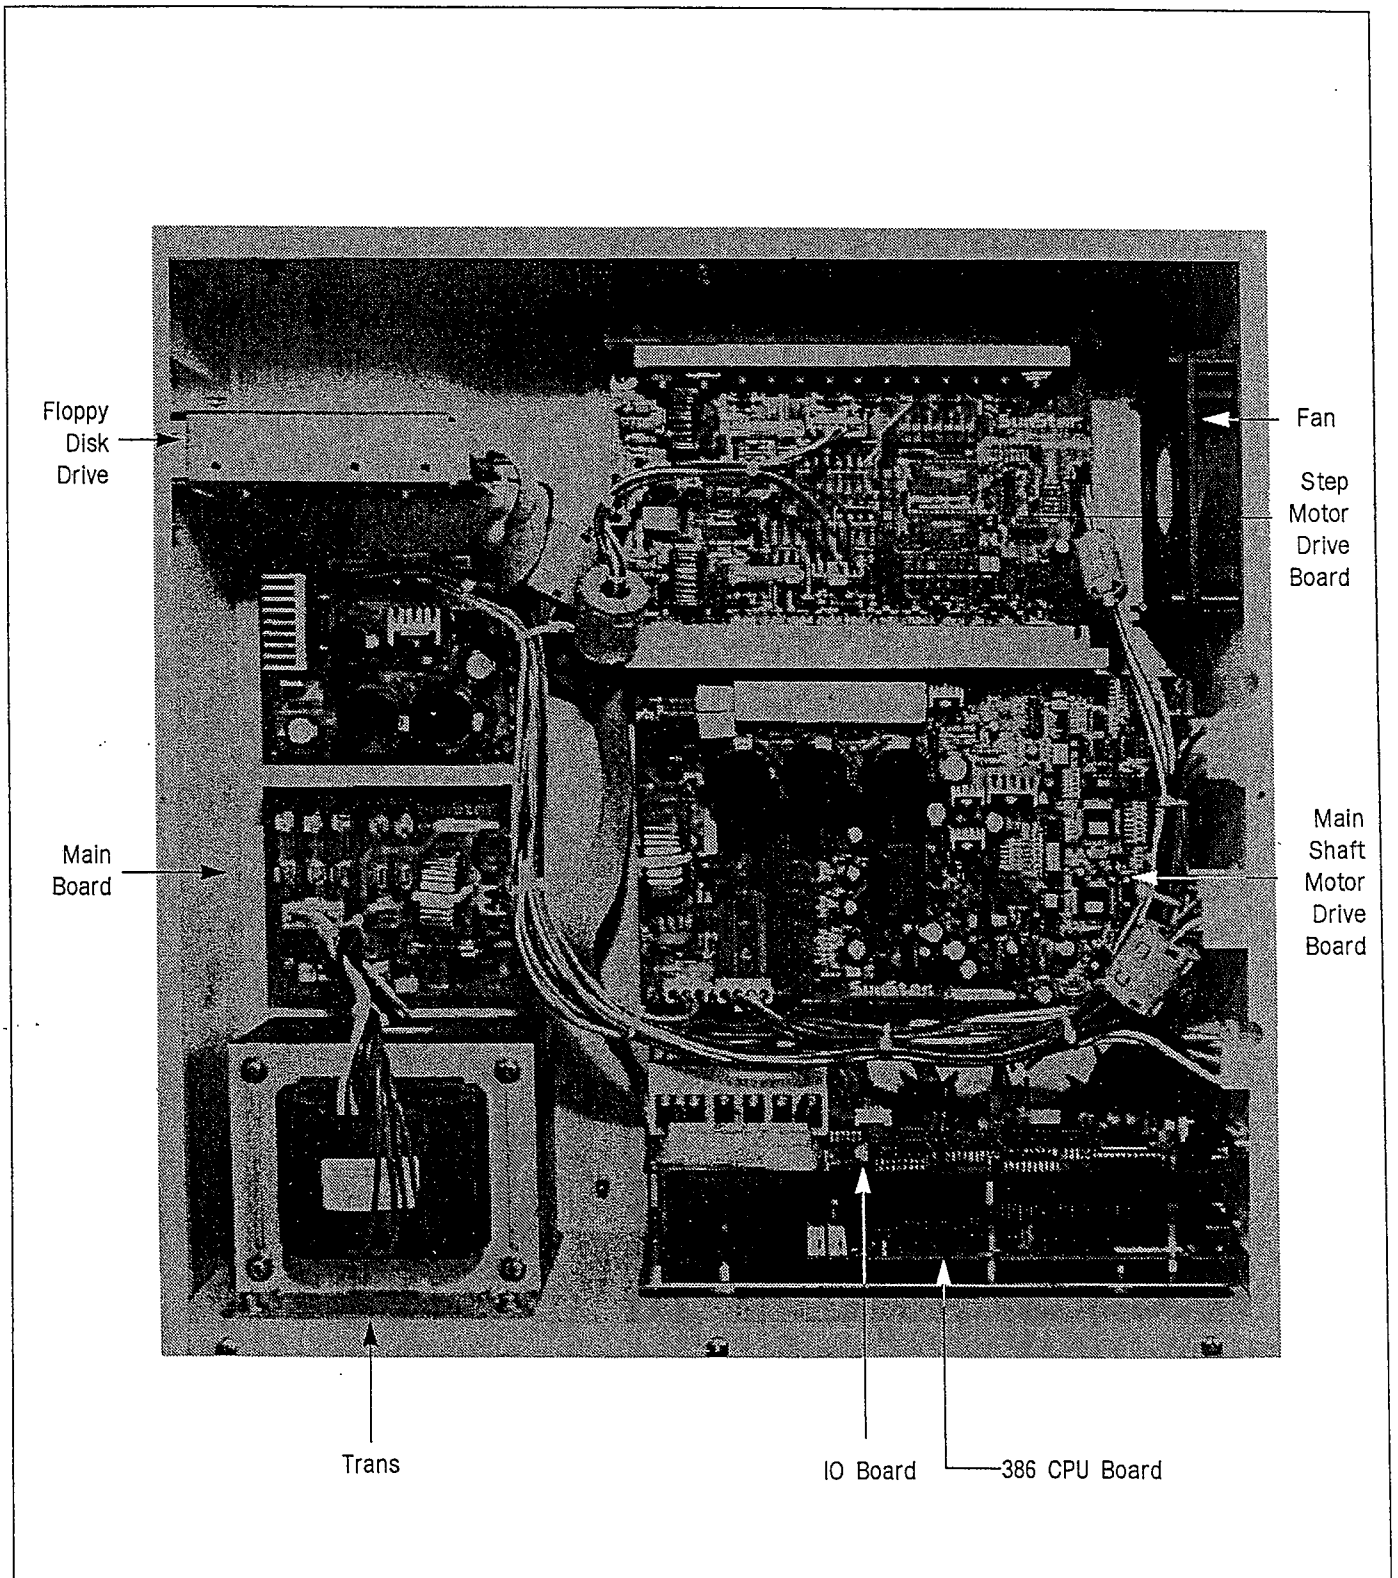 Floppy
Disk
Drive
Fan
Step
Motor
Drive
Board
Main
Board
Main
Shaft
Motor
Drive
Board
Trans
IO Board
386 CPU Board